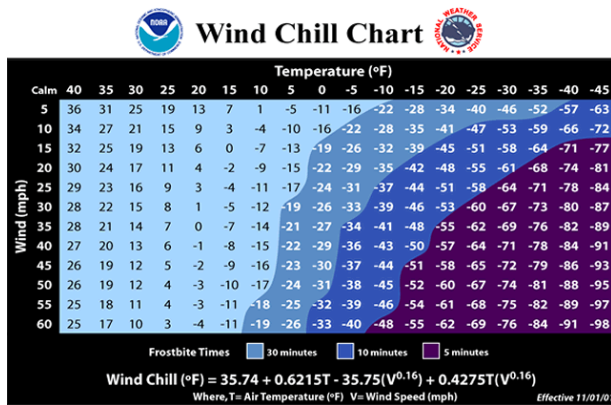 NOAA
Wind Chill Chart
NATIONAL WEATHER SERVICE
Temperature (ºF)
Calm 40 35 30 25 20 15 10 5 0 -5 -10 -15 -20 -25 -30 -35 -40 -45
5 36 31 25 19 13 7 1 -5 -11 -16 -22 -28 -34 -40 -46 -52 -57 -63
10 34 27 21 15 9 3 -4 -10 -16 -22 -28 -35 -41 -47 -53 -59 -66 -72
15 32 25 19 13 6 0 -7 -13 -19 -26 -32 -39 -45 -51 -58 -64 -71 -77
20 30 24 17 11 4 -2 -9 -15 -22 -29 -35 -42 -48 -55 -61 -68 -74 -81
25 29 23 16 9 3 -4 -11 -17 -24 -31 -37 -44 -51 -58 -64 -71 -78 -84
30 28 22 15 8 1 -5 -12 -19 -26 -33 -39 -46 -53 -60 -67 -73 -80 -87
35 28 21 14 7 0 -7 -14 -21 -27 -34 -41 -48 -55 -62 -69 -76 -82 -89
40 27 20 13 6 -1 -8 -15 -22 -29 -36 -43 -50 -57 -64 -71 -78 -84 -91
45 26 19 12 5 -2 -9 -16 -23 -30 -37 -44 -51 -58 -65 -72 -79 -86 -93
50 26 19 12 4 -3 -10 -17 -24 -31 -38 -45 -52 -60 -67 -74 -81 -88 -95
55 25 18 11 4 -3 -11 -18 -25 -32 -39 -46 -54 -61 -68 -75 -82 -89 -97
60 25 17 10 3 -4 -11 -19 -26 -33 -40 -48 -55 -62 -69 -76 -84 -91 -98
Wind (mph)
Frostbite Times 30 minutes 10 minutes 5 minutes
Wind Chill (ºF) = 35.74 + 0.6215T - 35.75(V0.16) + 0.4275T(V0.16)
Where, T= Air Temperature (ºF) V= Wind Speed (mph)
Effective 11/01/0